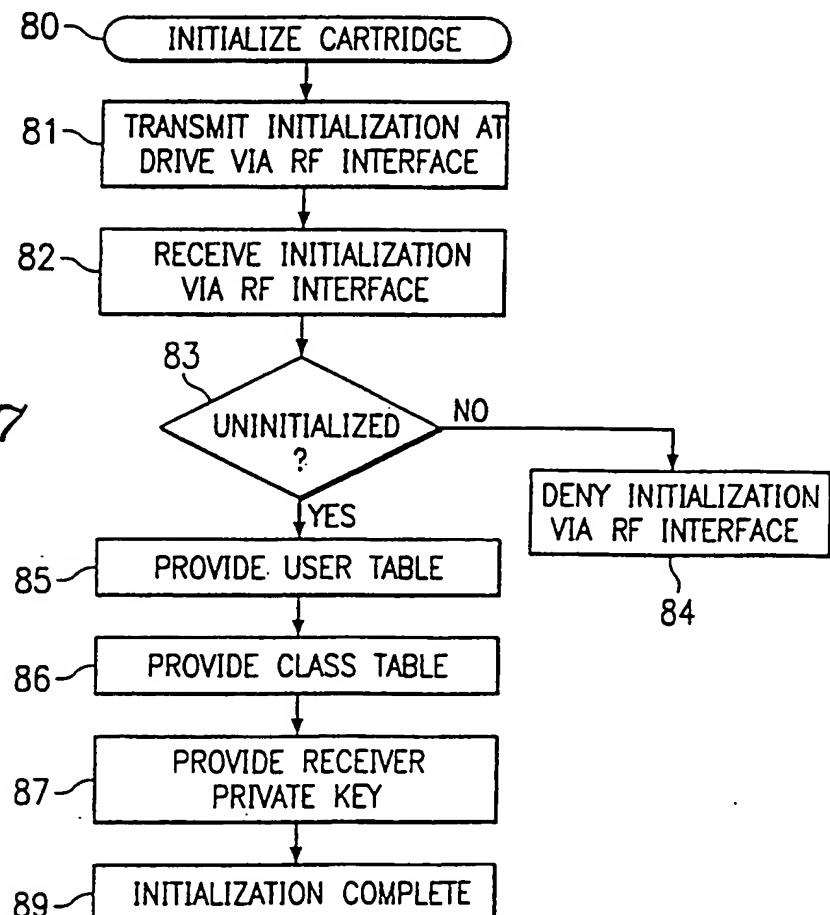 80
INITIALIZE CARTRIDGE
81
TRANSMIT INITIALIZATION AT
DRIVE VIA RF INTERFACE
82
RECEIVE INITIALIZATION
VIA RF INTERFACE
83
7
UNINITIALIZED
?
NO
YES
DENY INITIALIZATION
VIA RF INTERFACE
84
85
PROVIDE USER TABLE
86
PROVIDE CLASS TABLE
87
PROVIDE RECEIVER
PRIVATE KEY
89
INITIALIZATION COMPLETE